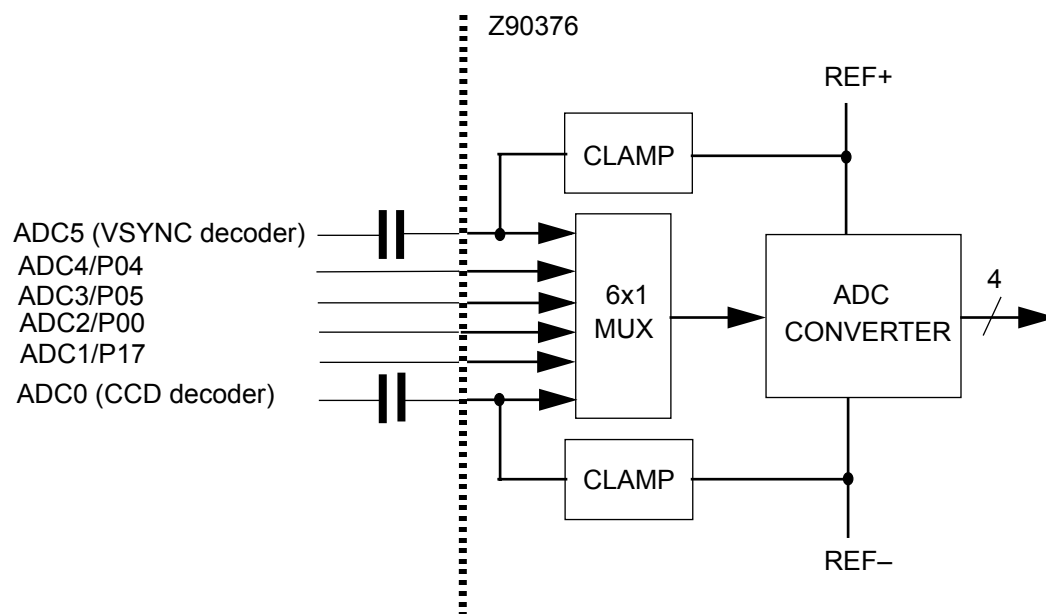 Z90376
REF+
CLAMP
ADC5 (VSYNC decoder)
ADC4/P04
ADC3/P05
ADC2/P00
ADC1/P17
ADC0 (CCD decoder)
6x1
MUX
ADC
CONVERTER
4
CLAMP
REF–